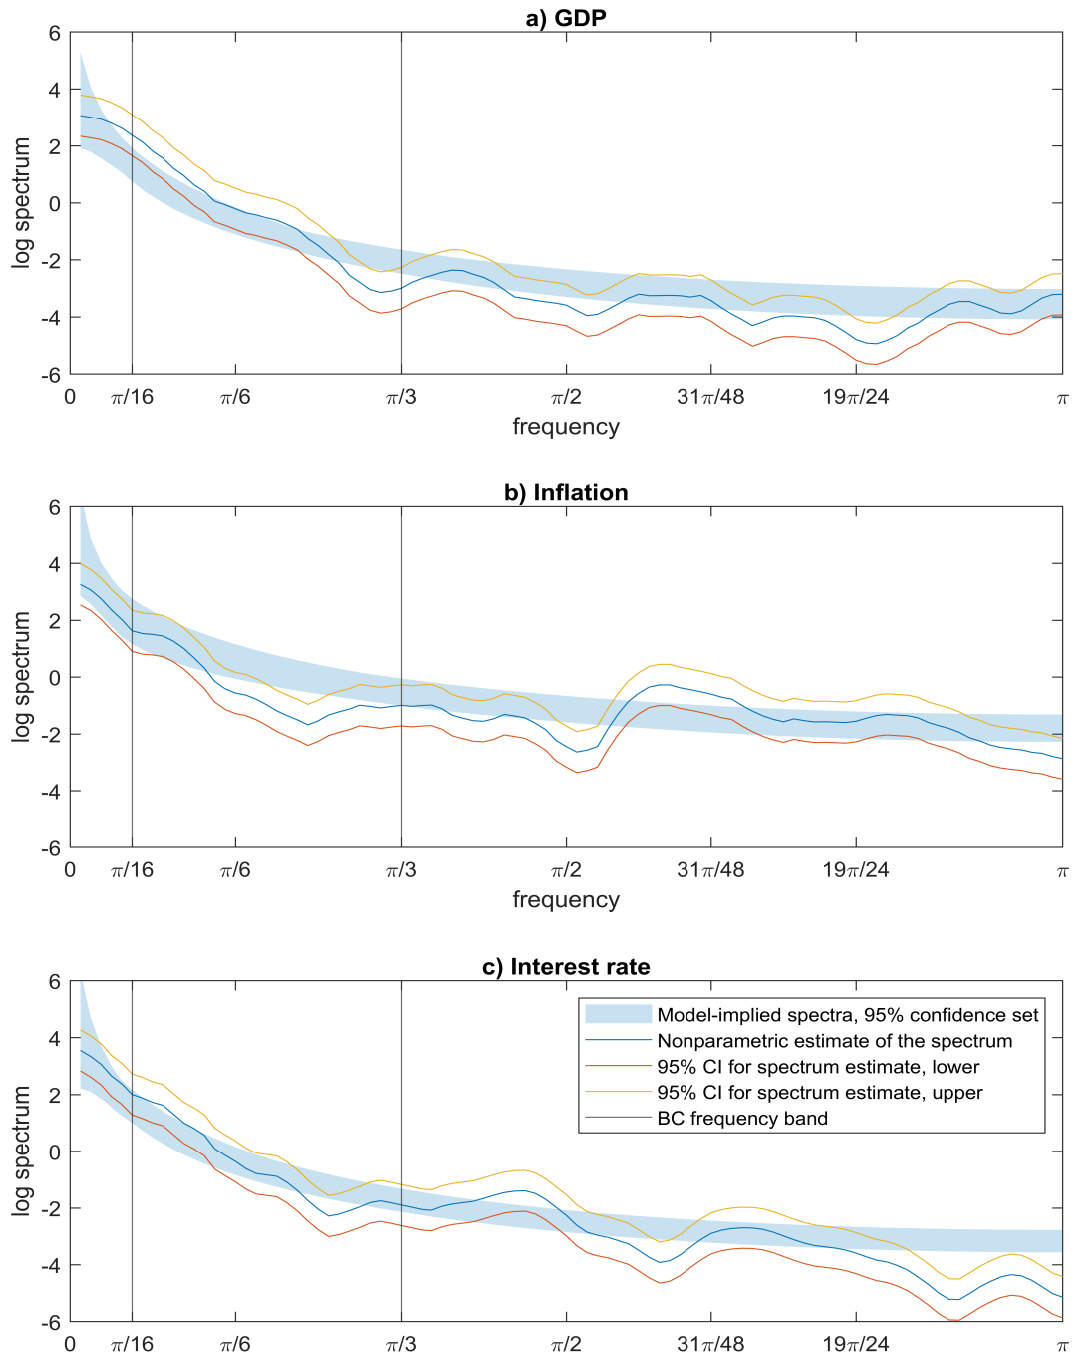 a) GDP
6
4
2
0
-2
-4
-6
log spectrum
0 π/16 π/6 π/3 π/2 31π/48 19π/24 π
frequency
b) Inflation
6
4
2
0
-2
-4
-6
log spectrum
0 π/16 π/6 π/3 π/2 31π/48 19π/24 π
frequency
c) Interest rate
6
4
2
0
-2
-4
-6
log spectrum
Model-implied spectra, 95% confidence set
Nonparametric estimate of the spectrum
95% CI for spectrum estimate, lower
95% CI for spectrum estimate, upper
BC frequency band
0 π/16 π/6 π/3 π/2 31π/48 19π/24 π